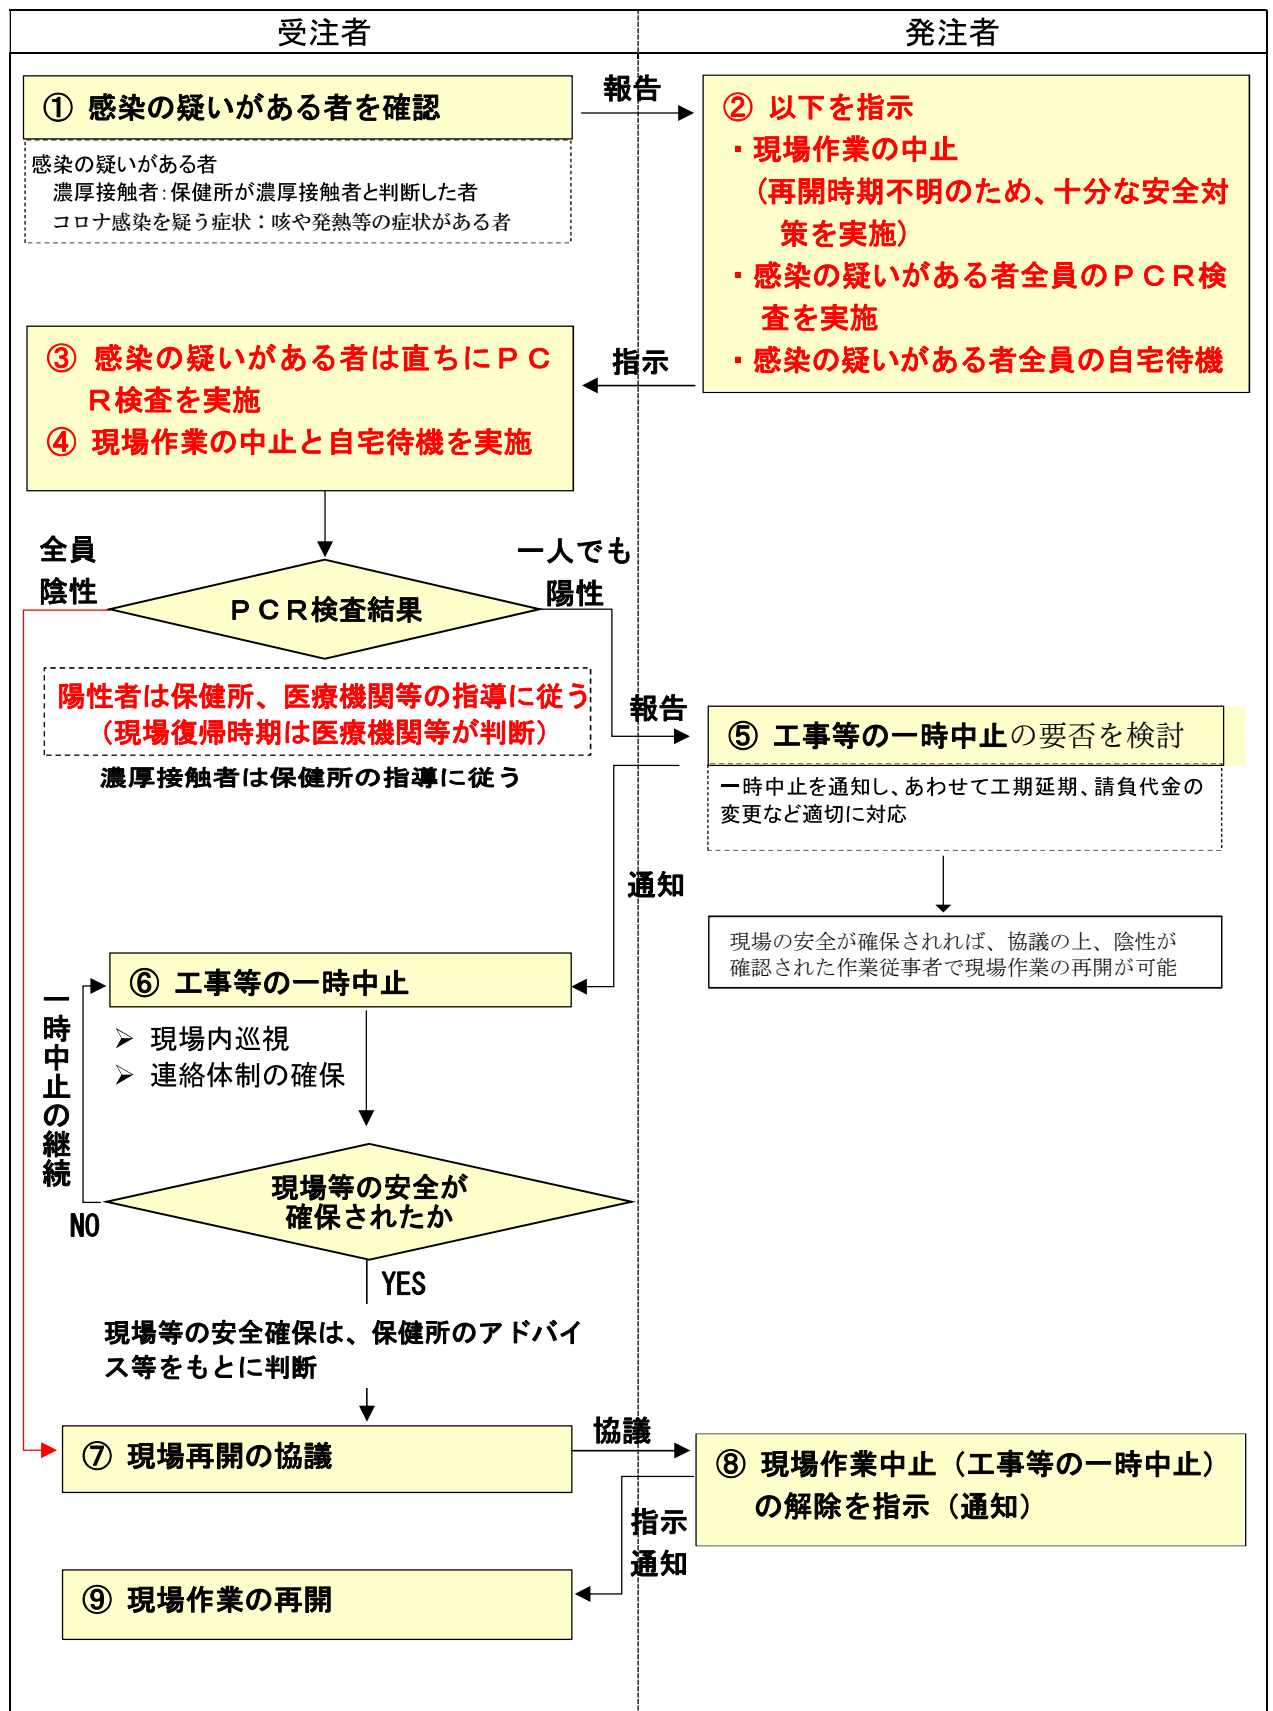 受注者
発注者
① 感染の疑いがある者を確認
報告
感染の疑いがある者
濃厚接触者：保健所が濃厚接触者と判断した者
コロナ感染を疑う症状：咳や発熱等の症状がある者
② 以下を指示
・現場作業の中止
（再開時期不明のため、十分な安全対
策を実施）
・感染の疑いがある者全員のＰＣＲ検
査を実施
・感染の疑いがある者全員の自宅待機
指示
③ 感染の疑いがある者は直ちにＰＣ
Ｒ検査を実施
④ 現場作業の中止と自宅待機を実施
全員
陰性
一人でも
陽性
ＰＣＲ検査結果
陽性者は保健所、医療機関等の指導に従う
（現場復帰時期は医療機関等が判断）
濃厚接触者は保健所の指導に従う
報告
⑤ 工事等の一時中止の要否を検討
一時中止を通知し、あわせて工期延期、請負代金の
変更など適切に対応
通知
現場の安全が確保されれば、協議の上、陰性が
確認された作業従事者で現場作業の再開が可能
⑥ 工事等の一時中止
➢ 現場内巡視
➢ 連絡体制の確保
一時中止の継続
現場等の安全が
確保されたか
NO
YES
現場等の安全確保は、保健所のアドバイ
ス等をもとに判断
⑦ 現場再開の協議
協議
⑧ 現場作業中止（工事等の一時中止）
の解除を指示（通知）
指示
通知
⑨ 現場作業の再開